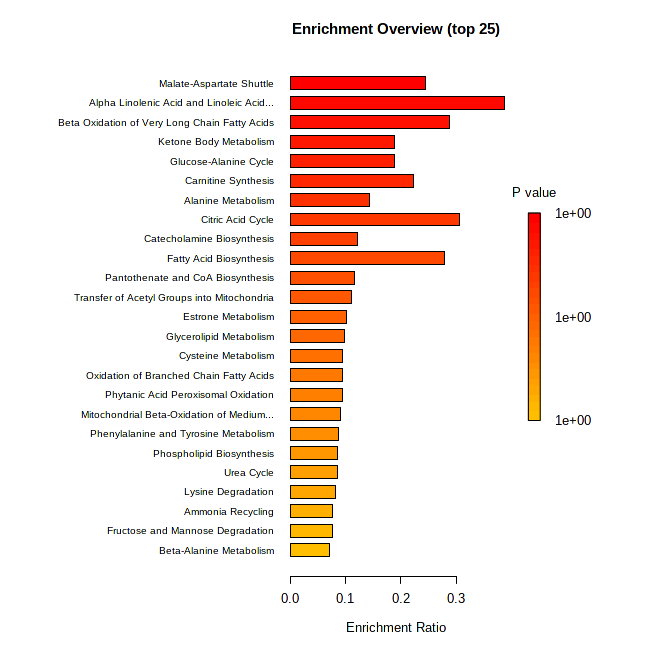 Enrichment Overview (top 25)
Malate-Aspartate Shuttle
Alpha Linolenic Acid and Linoleic Acid...
Beta Oxidation of Very Long Chain Fatty Acids
Ketone Body Metabolism
Glucose-Alanine Cycle
Carnitine Synthesis
Alanine Metabolism
Citric Acid Cycle
Catecholamine Biosynthesis
Fatty Acid Biosynthesis
Pantothenate and CoA Biosynthesis
Transfer of Acetyl Groups into Mitochondria
Estrone Metabolism
Glycerolipid Metabolism
Cysteine Metabolism
Oxidation of Branched Chain Fatty Acids
Phytanic Acid Peroxisomal Oxidation
Mitochondrial Beta-Oxidation of Medium...
Phenylalanine and Tyrosine Metabolism
Phospholipid Biosynthesis
Urea Cycle
Lysine Degradation
Ammonia Recycling
Fructose and Mannose Degradation
Beta-Alanine Metabolism
0.0 0.1 0.2 0.3
Enrichment Ratio
P value
1e+00
1e+00
1e+00